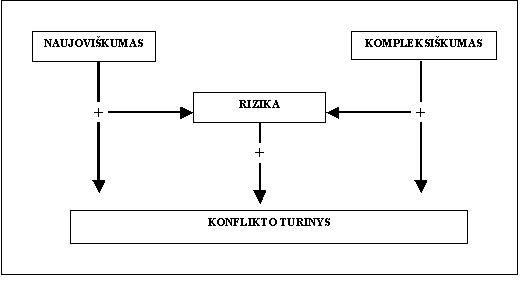 NAUJOVIŠKUMAS
KOMPLEKSIŠKUMAS
RIZIKA
+
+
+
KONFLIKTO TURINYS